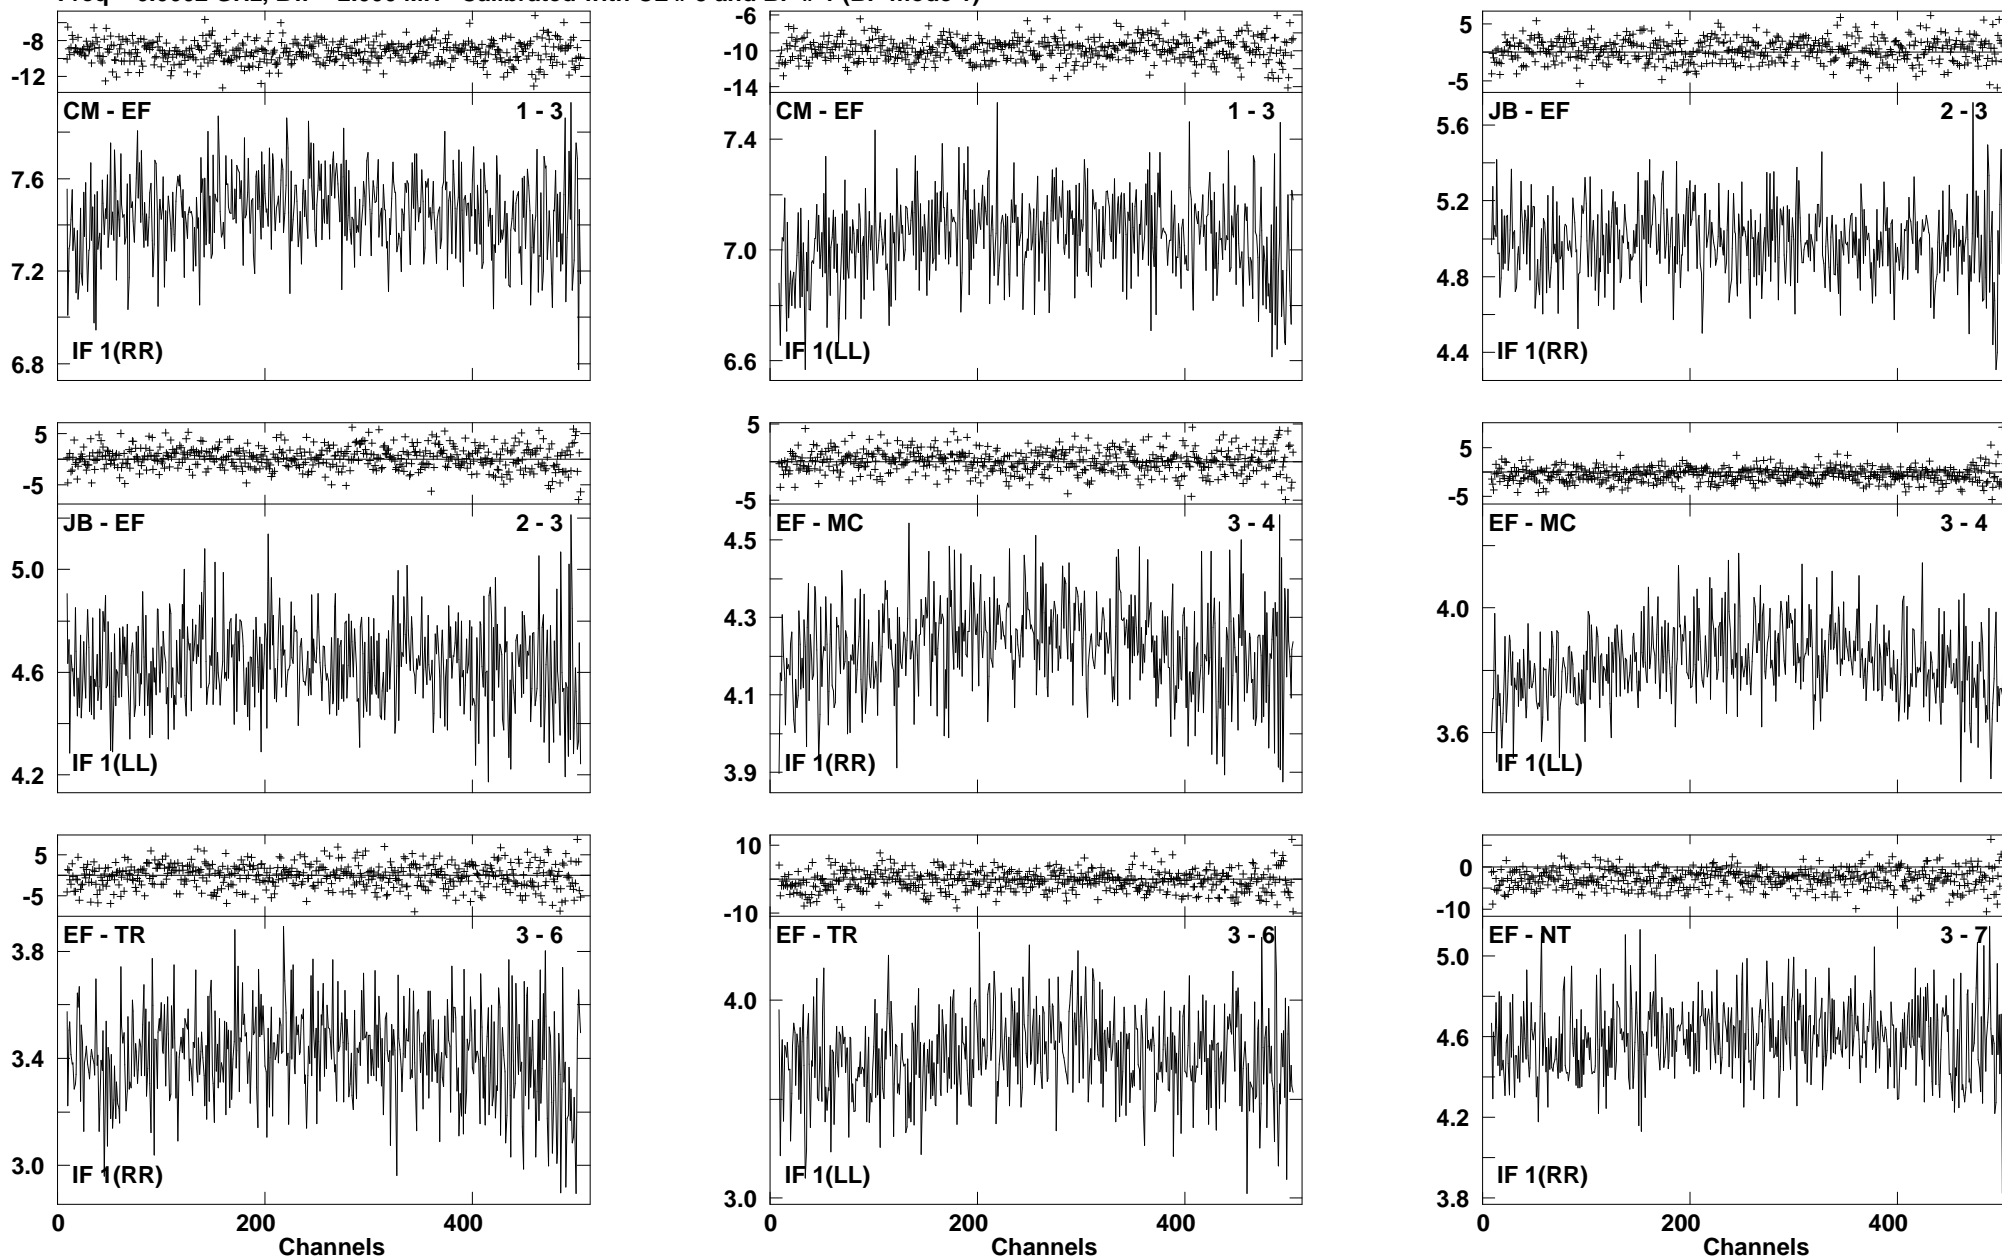 -8 -6 5
-12 -10 -5
-14
CM - EF 1 - 3 CM - EF 1 - 3 JB - EF 2 - 3
7.6 7.4 5.6
7.2 7.0 5.2
6.8 6.6 4.8
4.4
IF 1(RR) IF 1(LL) IF 1(RR)
5 5 5
-5 -5 -5
JB - EF 2 - 3 EF - MC 3 - 4 EF - MC 3 - 4
5.0 4.5 4.0
4.6 4.3 3.6
4.2 4.1
3.9
IF 1(LL) IF 1(RR) IF 1(LL)
5 10 0
-5 -10 -10
EF - TR 3 - 6 EF - TR 3 - 6 EF - NT 3 - 7
3.8 4.0 5.0
3.4 3.0 4.6
3.0 4.2
3.8
IF 1(RR) IF 1(LL) IF 1(RR)
0 200 400 0 200 400 0 200 400
Channels Channels Channels